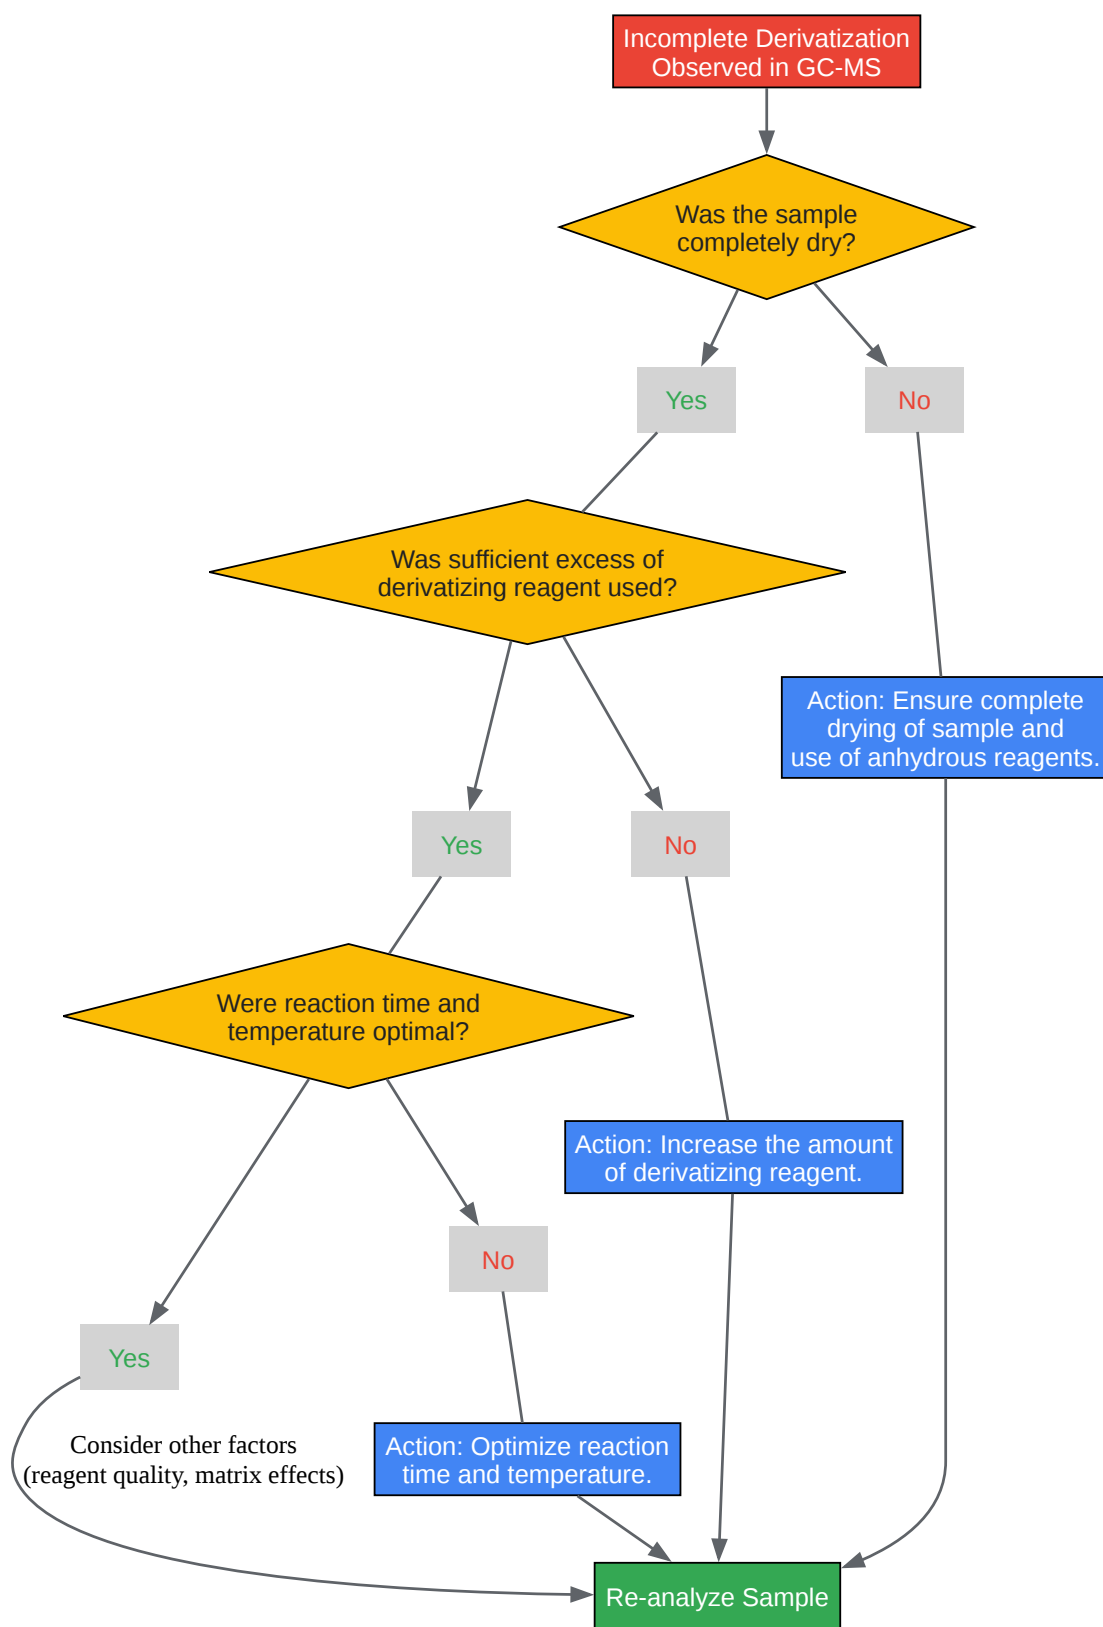 Incomplete Derivatization
Observed in GC-MS
Was the sample
completely dry?
Yes
No
Was sufficient excess of
derivatizing reagent used?
Action: Ensure complete
drying of sample and
use of anhydrous reagents.
Yes
No
Were reaction time and
temperature optimal?
Action: Increase the amount
of derivatizing reagent.
No
Yes
Consider other factors
(reagent quality, matrix effects)
Action: Optimize reaction
time and temperature.
Re-analyze Sample